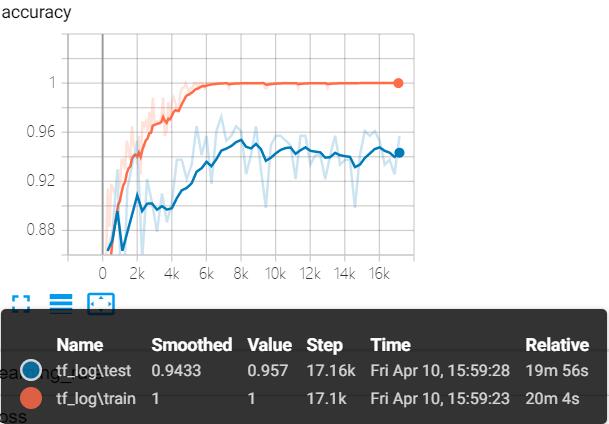 accuracy
1
0.96
0.92
0.88
0 2k 4k 6k 8k 10k 12k 14k 16k
Name Smoothed Value Step Time Relative
tf_log\test 0.9433 0.957 17.16k Fri Apr 10, 15:59:28 19m 56s
tf_log\train 1 1 17.1k Fri Apr 10, 15:59:23 20m 4s
oss